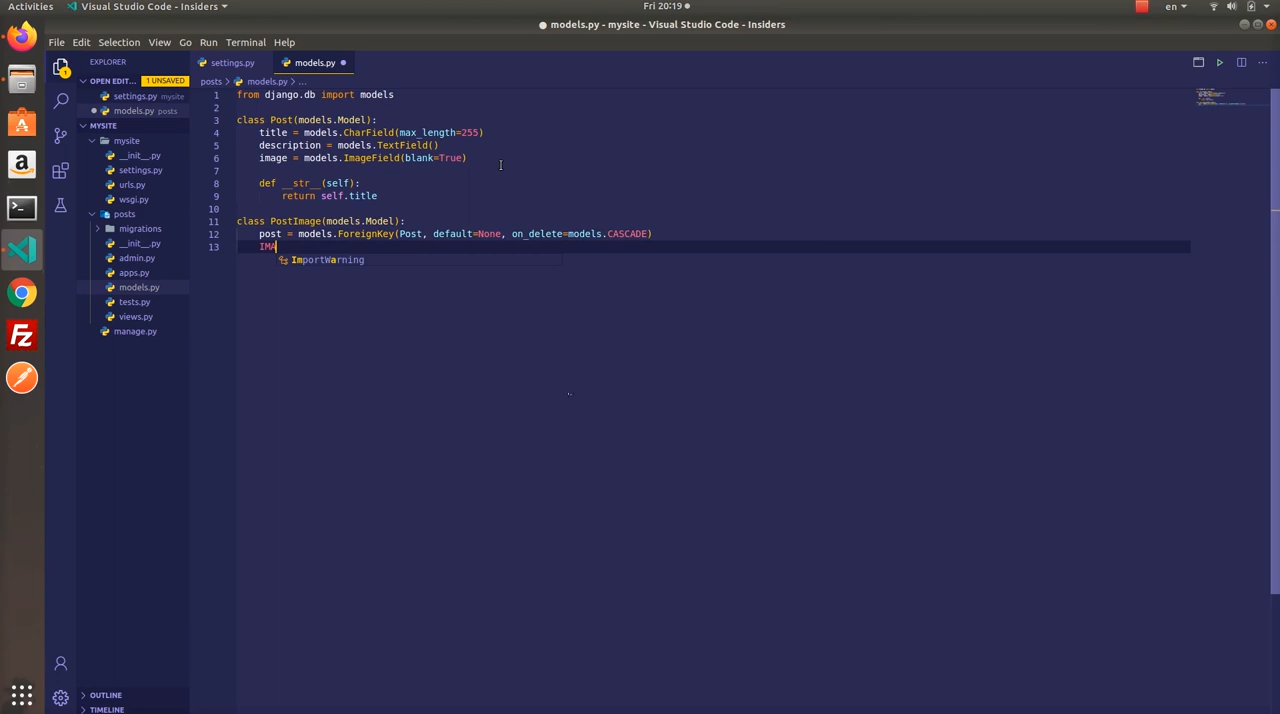 Activities Visual Studio Code - Insiders Fri 20:19 en
models.py - mysite - Visual Studio Code - Insiders
File Edit Selection View Go Run Terminal Help
EXPLORER settings.py models.py
OPEN EDIT... 1 UNSAVED posts > models.py > ...
settings.py mysite
models.py posts
MYSITE
mysite
__init__.py
settings.py
urls.py
wsgi.py
posts
migrations
__init__.py
admin.py
apps.py
models.py
tests.py
views.py
manage.py
OUTLINE
TIMELINE
1 from django.db import models
2
3 class Post(models.Model):
4 title = models.CharField(max_length=255)
5 description = models.TextField()
6 image = models.ImageField(blank=True)
7
8 def __str__(self):
9 return self.title
10
11 class PostImage(models.Model):
12 post = models.ForeignKey(Post, default=None, on_delete=models.CASCADE)
13 IMA
ImportWarning